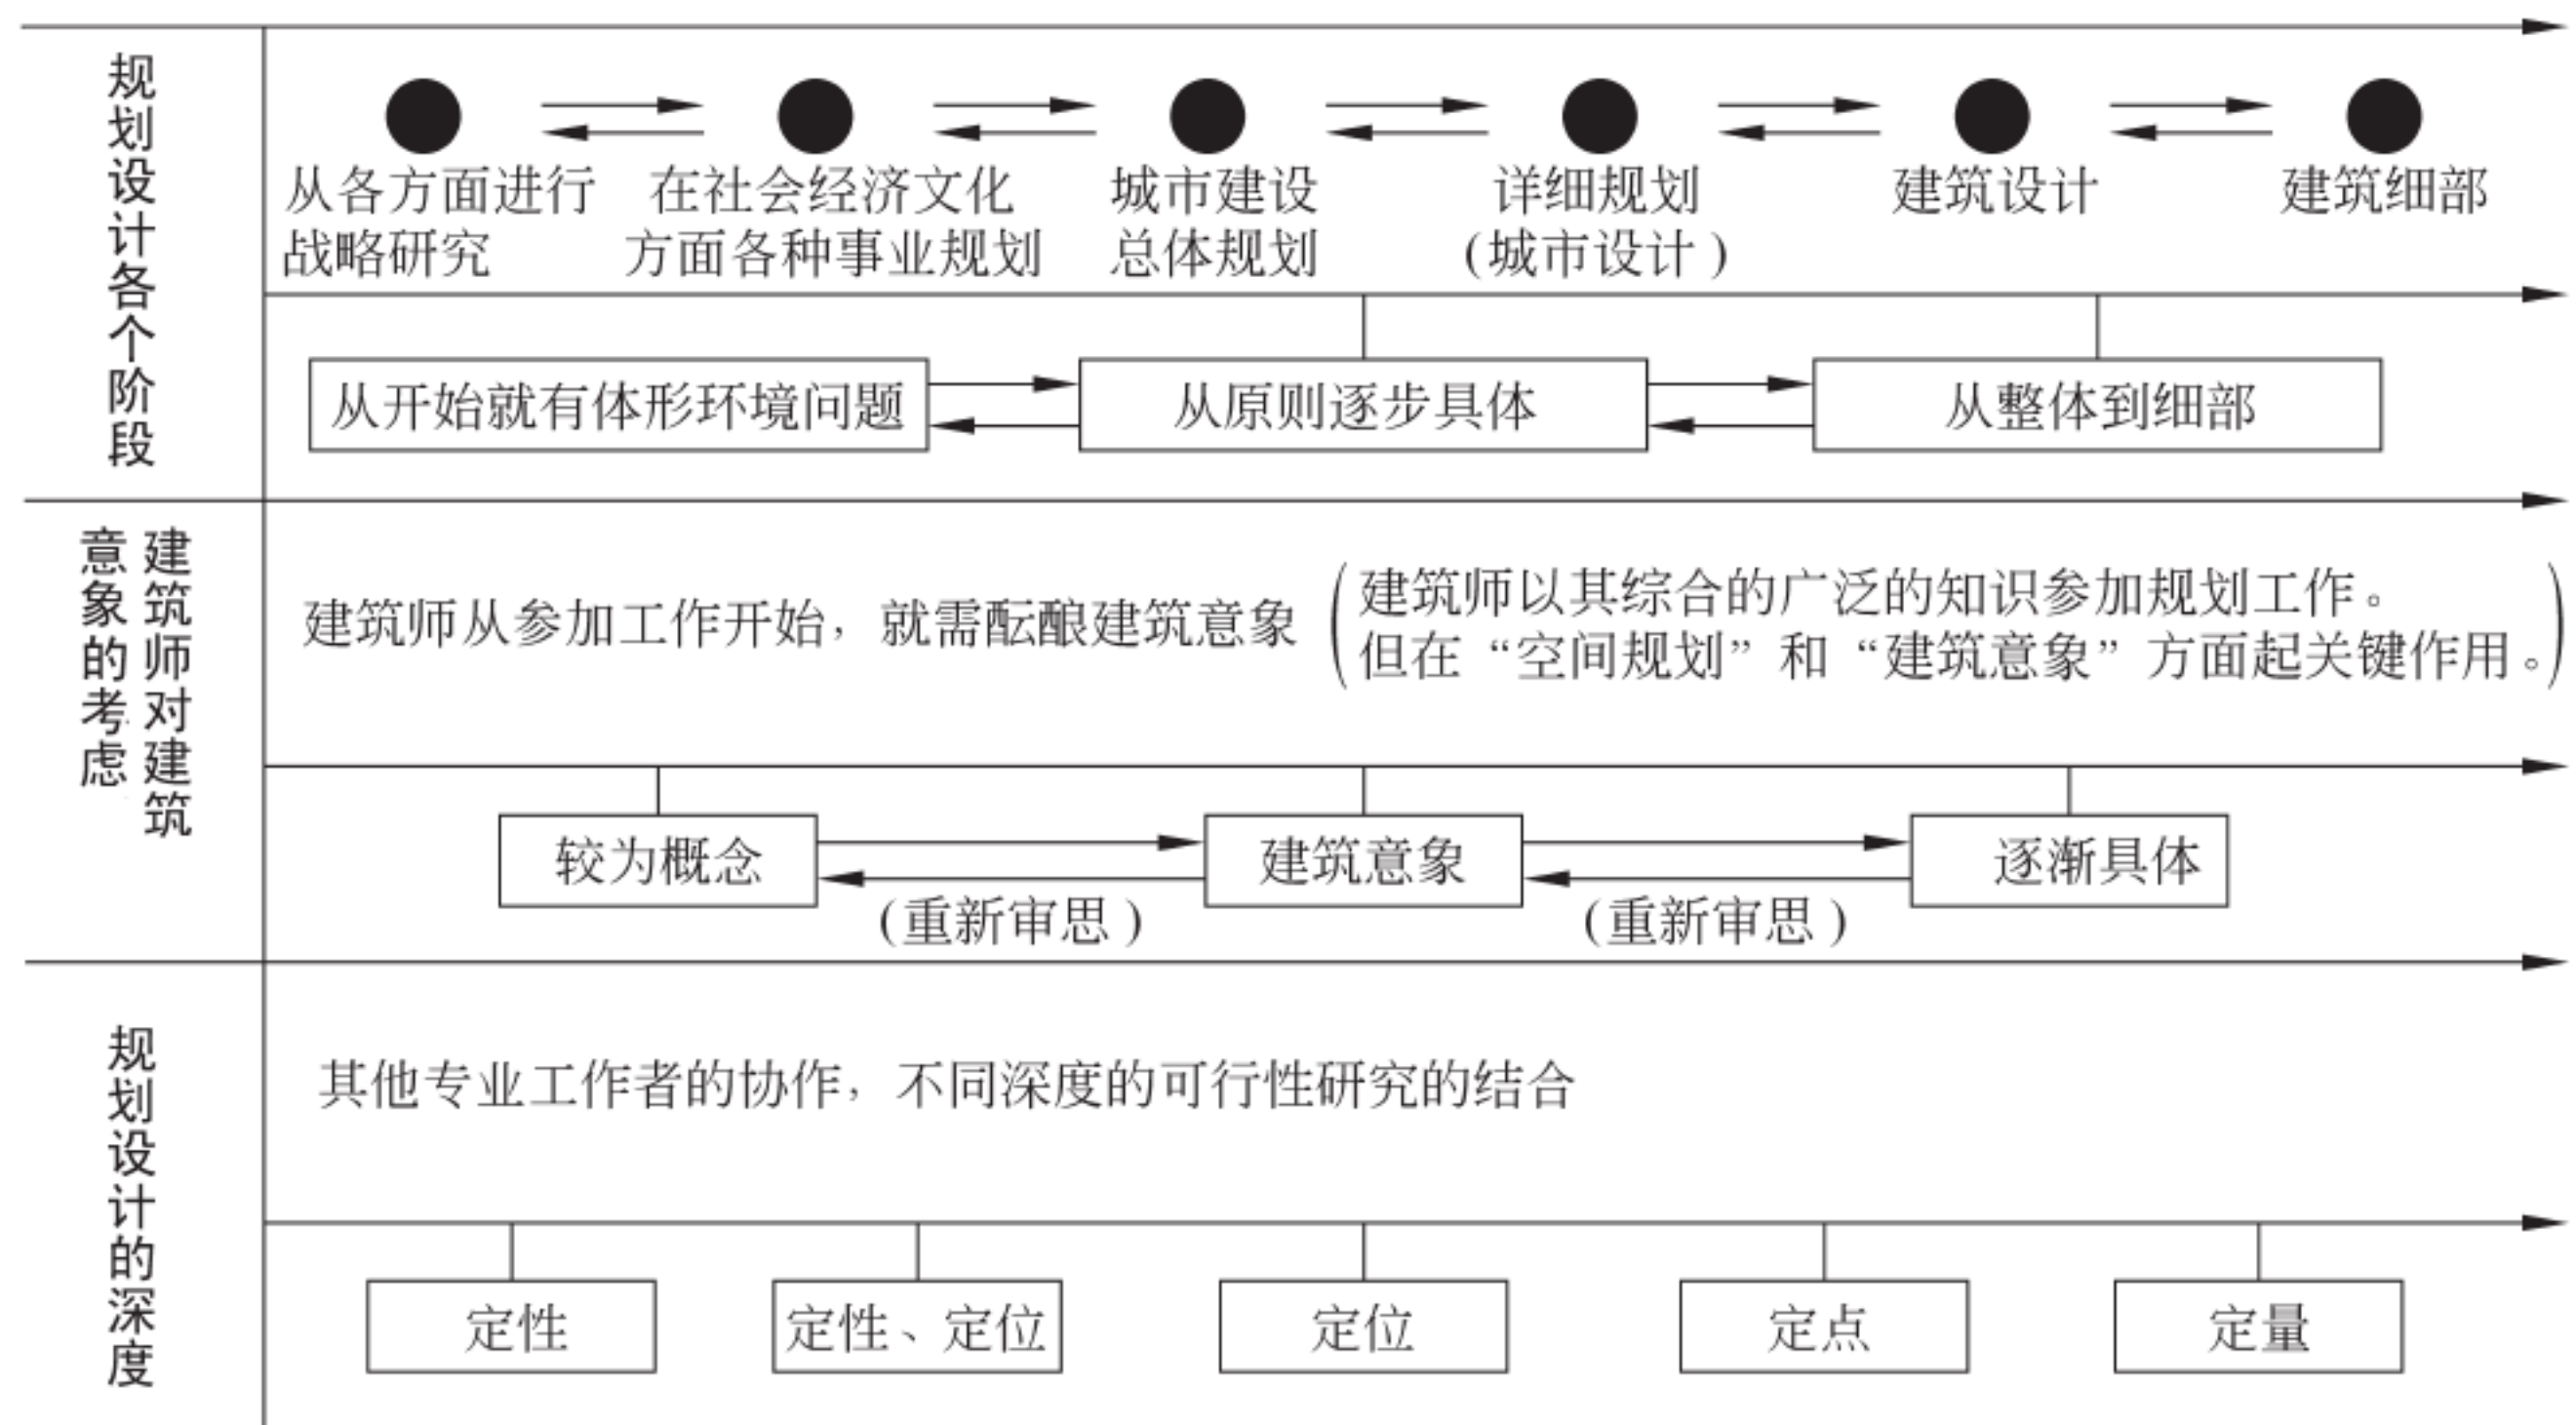 规划设计各个阶段
从各方面进行
战略研究
在社会经济文化
方面各种事业规划
城市建设
总体规划
详细规划
(城市设计)
建筑设计
建筑细部
从开始就有体形环境问题
从原则逐步具体
从整体到细部
建筑师对建筑
意象的考虑
建筑师从参加工作开始，就需酝酿建筑意象
建筑师以其综合的广泛的知识参加规划工作。
但在“空间规划”和“建筑意象”方面起关键作用。
较为概念
建筑意象
逐渐具体
(重新审思)
(重新审思)
规划设计的深度
其他专业工作者的协作，不同深度的可行性研究的结合
定性
定性、定位
定位
定点
定量